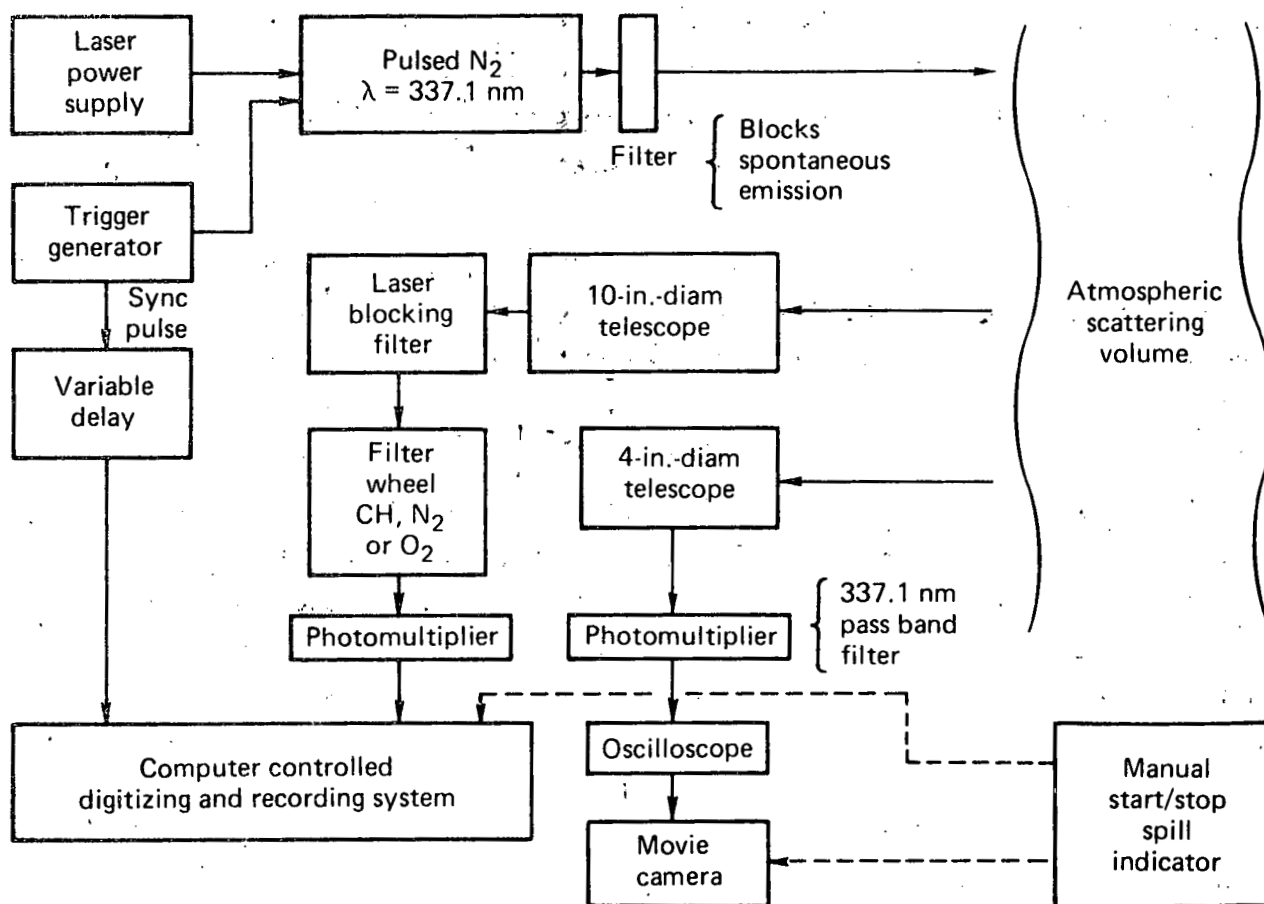 Laser
power
supply
Pulsed N₂
λ = 337.1 nm
Filter
Blocks
spontaneous
emission
Trigger
generator
Sync
pulse
Variable
delay
Laser
blocking
filter
10-in.-diam
telescope
Atmospheric
scattering
volume
Filter
wheel
CH, N₂
or O₂
4-in.-diam
telescope
Photomultiplier
Photomultiplier
337.1 nm
pass band
filter
Computer controlled
digitizing and recording system
Oscilloscope
Movie
camera
Manual
start/stop
spill
indicator